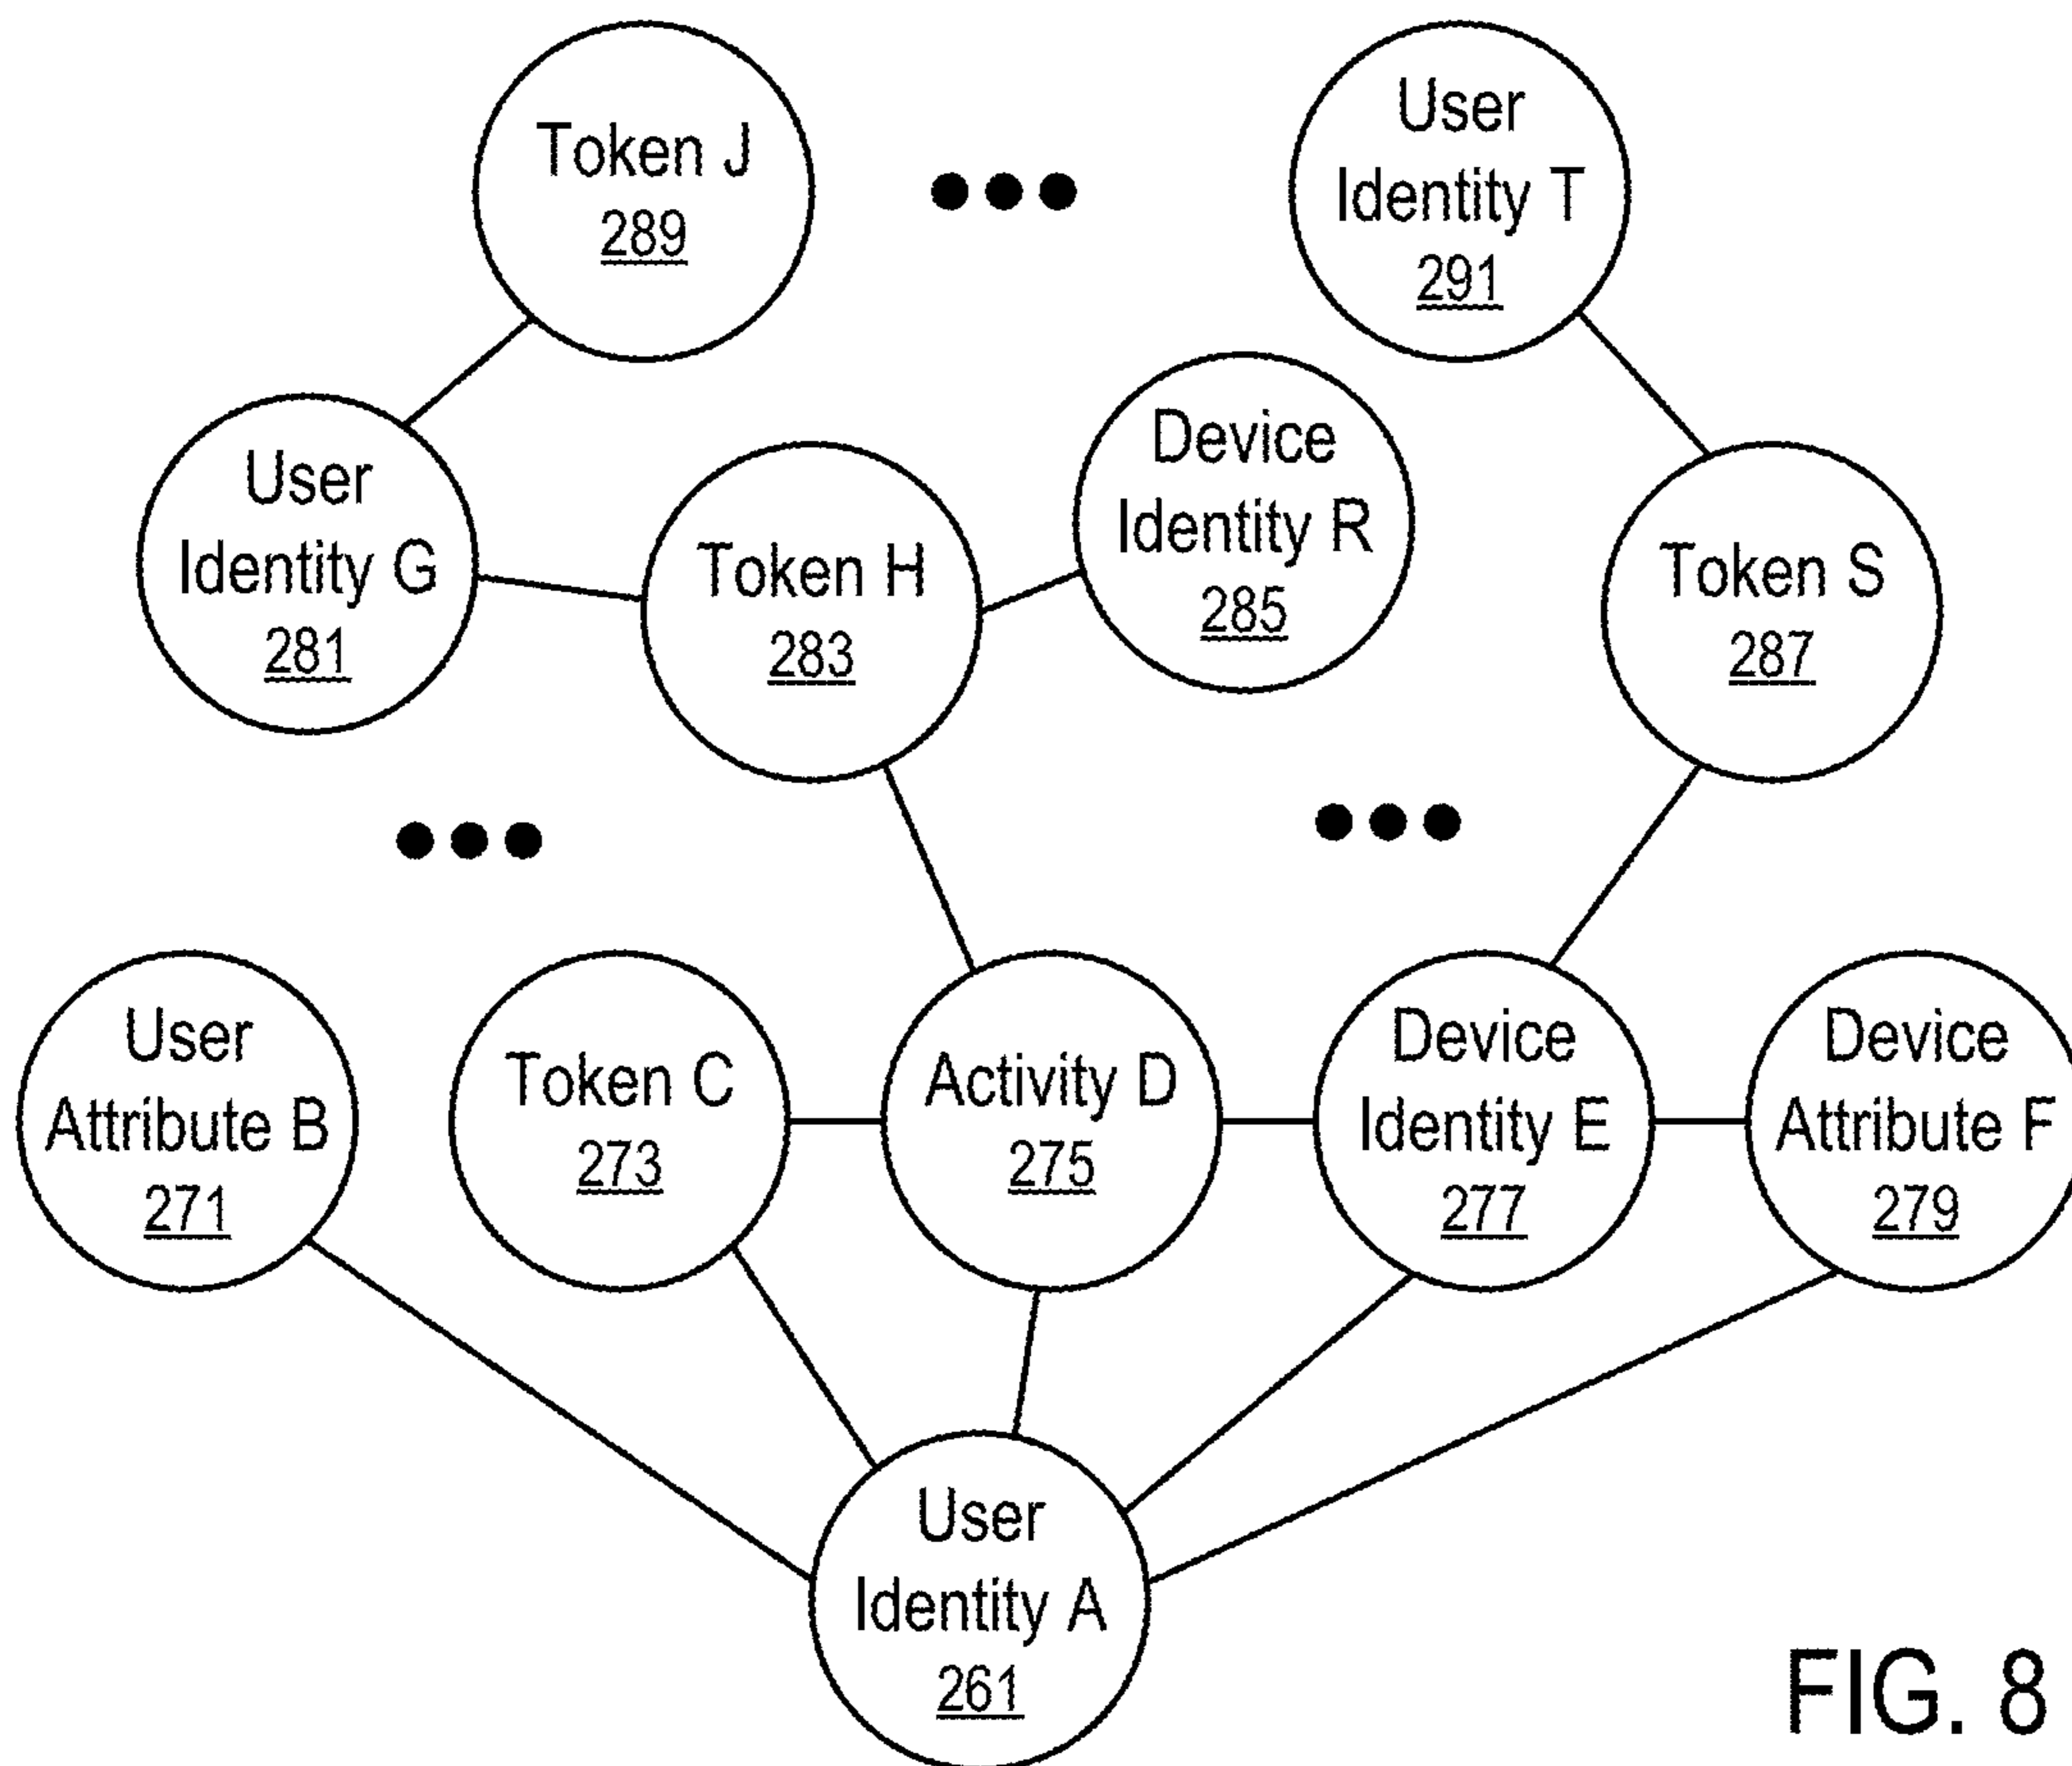 Token J
289
User
Identity T
291
User
Identity G
281
Token H
283
Device
Identity R
285
Token S
287
User
Attribute B
271
Token C
273
Activity D
275
Device
Identity E
277
Device
Attribute F
279
User
Identity A
261
FIG. 8